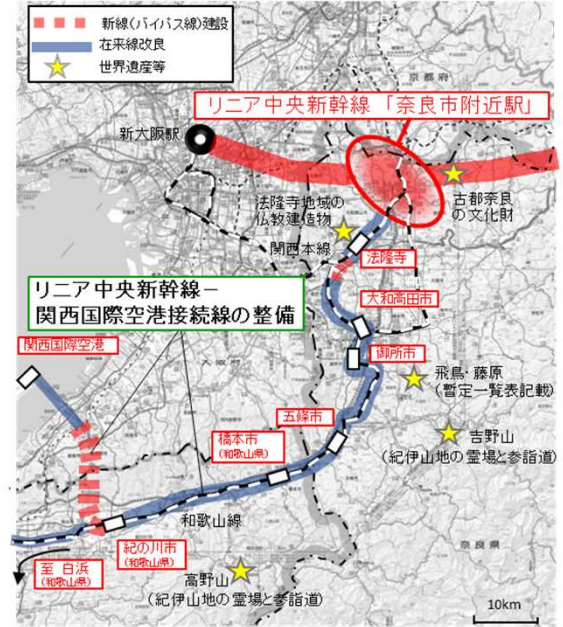 新線(バイパス線)建設
在来線改良
世界遺産等
京都府
リニア中央新幹線「奈良市附近駅」
新大阪駅
古都奈良
の文化財
法隆寺地域の
仏教建造物
関西本線
法隆寺
リニア中央新幹線－
関西国際空港接続線の整備
大和高田市
関西国際空港
大阪府
御所市
飛鳥・藤原
(暫定一覧表記載)
五條市
橋本市
(和歌山県)
吉野山
(紀伊山地の霊場と参詣道)
和歌山線
紀の川市
(和歌山県)
至 白浜
(和歌山県)
奈良県
高野山
(紀伊山地の霊場と参詣道)
10km